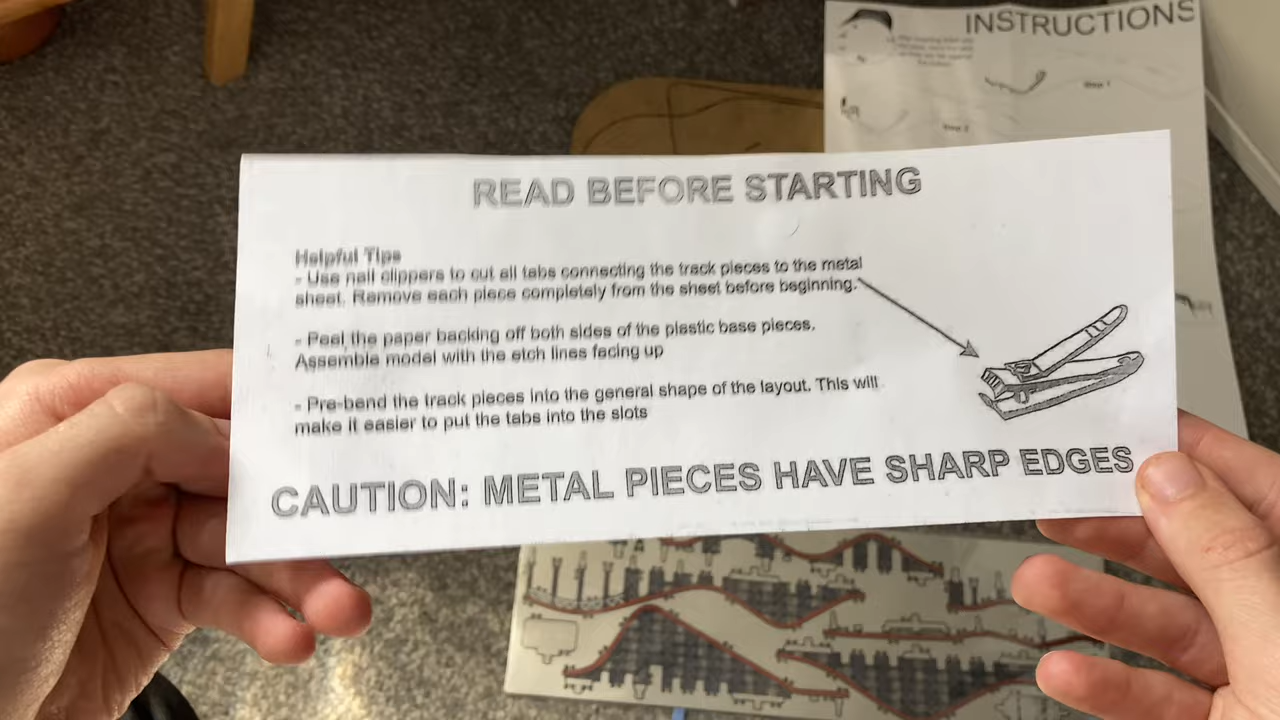 INSTRUCTIONS
Step 1
Step 2
READ BEFORE STARTING
Helpful Tips
- Use nail clippers to cut all tabs connecting the track pieces to the metal
sheet. Remove each piece completely from the sheet before beginning.
- Peel the paper backing off both sides of the plastic base pieces.
Assemble model with the etch lines facing up
- Pre-bend the track pieces into the general shape of the layout. This will
make it easier to put the tabs into the slots
CAUTION: METAL PIECES HAVE SHARP EDGES